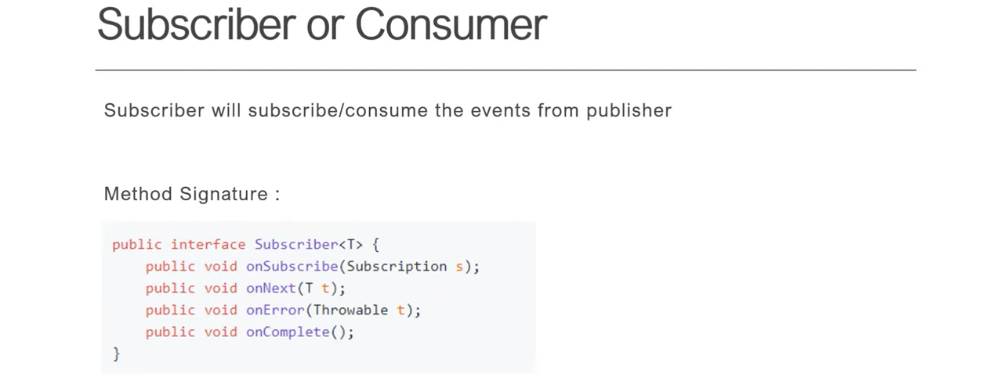 Subscriber or Consumer
Subscriber will subscribe/consume the events from publisher
Method Signature :
public interface Subscriber<T> {
    public void onSubscribe(Subscription s);
    public void onNext(T t);
    public void onError(Throwable t);
    public void onComplete();
}